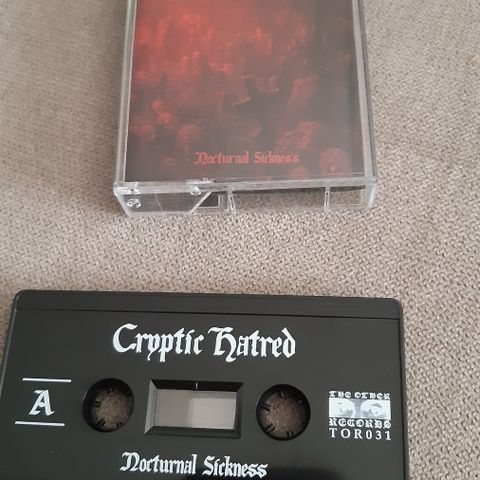 Nocturnal Sickness
Cryptic Hatred
A
THE OTHER
RECORDS
TOR031
Nocturnal Sickness